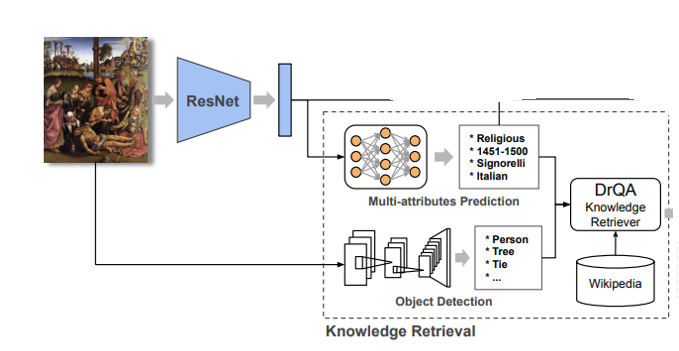 ResNet
* Religious
* 1451-1500
* Signorelli
* Italian
Multi-attributes Prediction
DrQA
Knowledge
Retriever
* Person
* Tree
* Tie
* ...
Object Detection
Wikipedia
Knowledge Retrieval